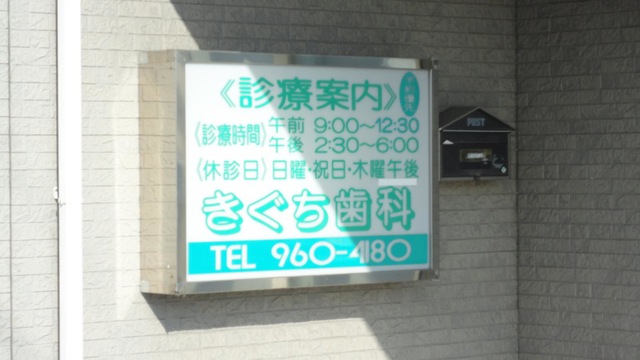 《診療案内》
〈診療時間〉午前 9:00〜12:30
午後 2:30〜6:00
〈休診日〉日曜・祝日・木曜午後
きぐち歯科
TEL 960-4180
POST